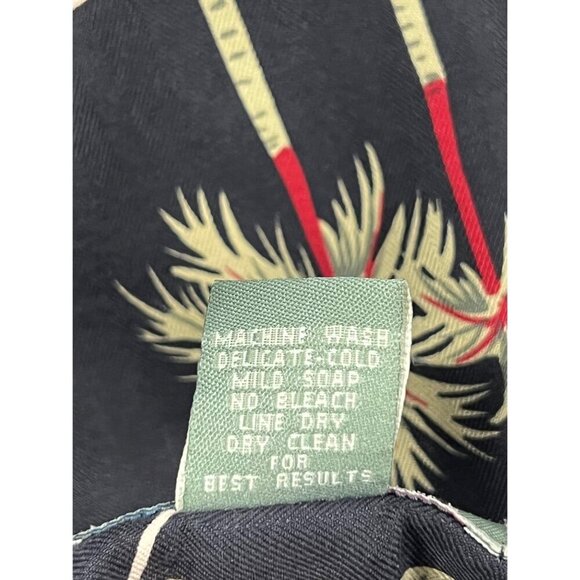 MACHINE WASH
DELICATE-COLD
MILD SOAP
NO BLEACH
LINE DRY
DRY CLEAN
FOR
BEST RESULTS